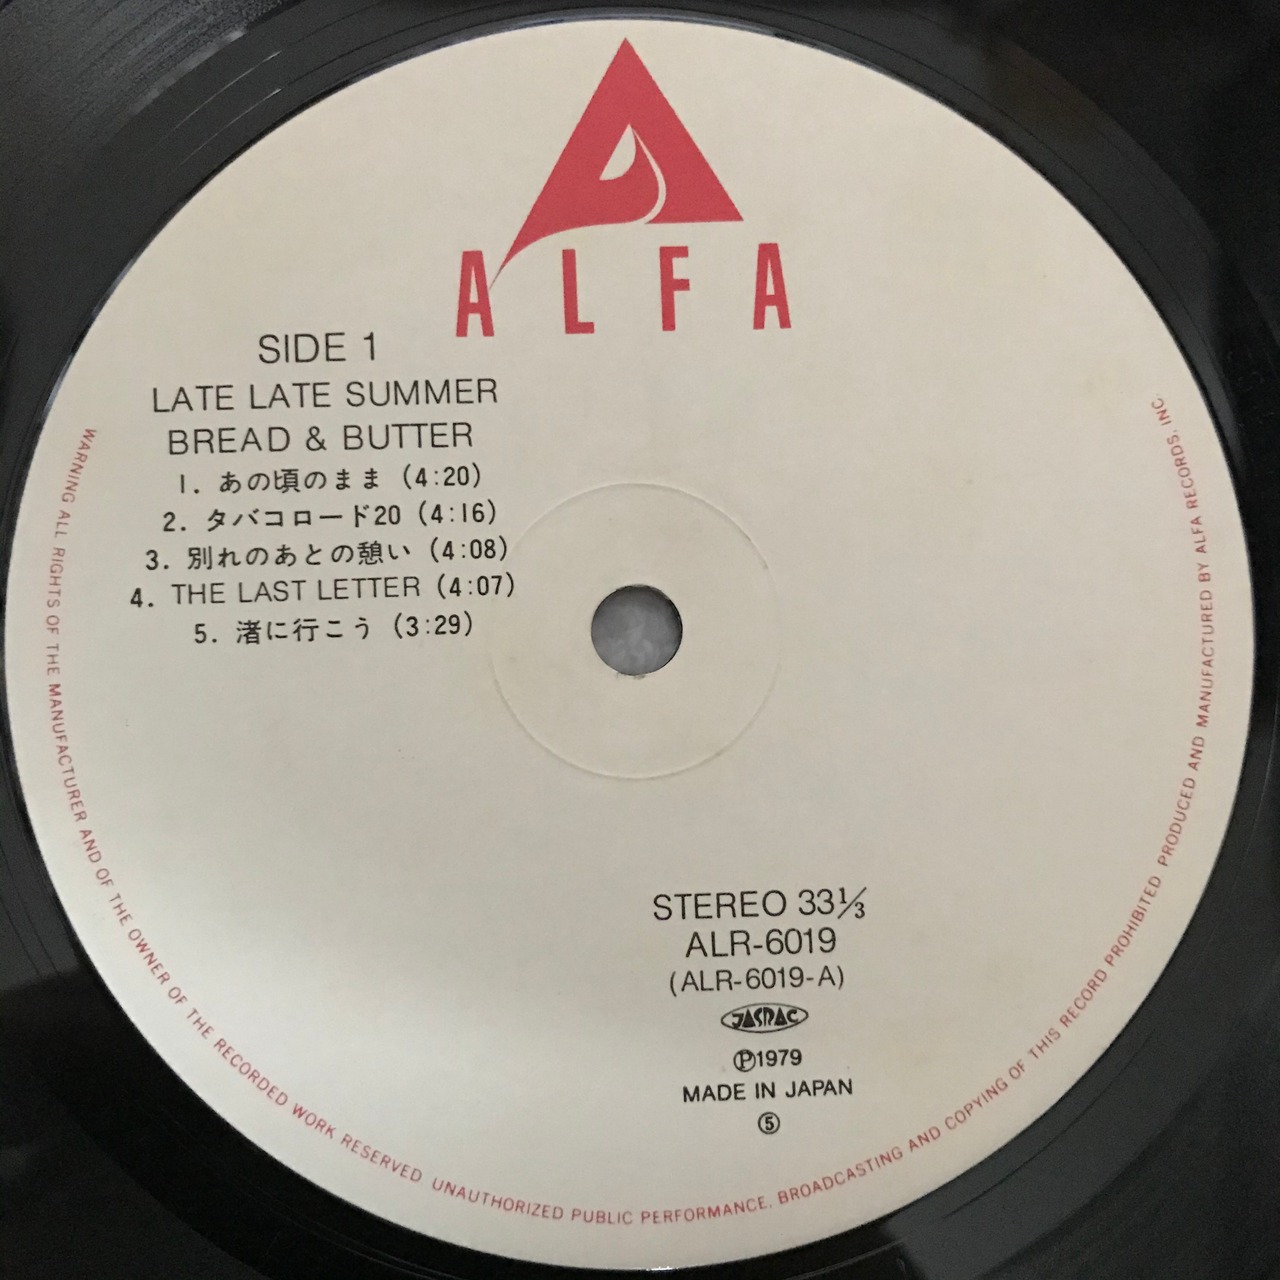 ALFA
SIDE 1
LATE LATE SUMMER
BREAD & BUTTER
1. あの頃のまま (4:20)
2. タバコロード20 (4:16)
3. 別れのあとの憩い (4:08)
4. THE LAST LETTER (4:07)
5. 渚に行こう (3:29)
STEREO 33⅓
ALR-6019
(ALR-6019-A)
JASRAC
Ⓟ1979
MADE IN JAPAN
⑤
WARNING ALL RIGHTS OF THE MANUFACTURER AND OF THE OWNER OF THE RECORDED WORK RESERVED UNAUTHORIZED PUBLIC PERFORMANCE, BROADCASTING AND COPYING OF THIS RECORD PROHIBITED PRODUCED AND MANUFACTURED BY ALFA RECORDS, INC.